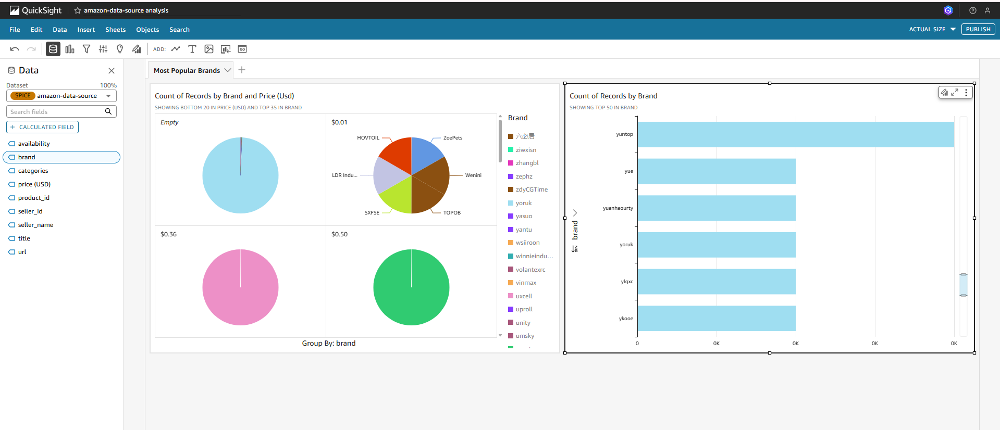 QuickSight
amazon-data-source analysis
File Edit Data Insert Sheets Objects Search
ACTUAL SIZE
PUBLISH
ADD:
Data
Dataset 100%
SPICE amazon-data-source
Search fields
+ CALCULATED FIELD
availability
brand
categories
price (USD)
product_id
seller_id
seller_name
title
url
Most Popular Brands
Count of Records by Brand and Price (Usd)
SHOWING BOTTOM 20 IN PRICE (USD) AND TOP 35 IN BRAND
Empty
$0.01
HOVTOIL
ZoePets
LDR Indu...
Wenini
SXFSE
TOPOB
$0.36
$0.50
Group By: brand
Brand
六必居
ziwxisn
zhangbl
zephz
zdyCGTime
yoruk
yasuo
yantu
wsiiroon
winnieindu...
volantexrc
vinmax
uxcell
uproll
unity
umsky
Count of Records by Brand
SHOWING TOP 50 IN BRAND
brand
yuntop
yue
yuanhaourty
yoruk
ylqxc
ykooe
0 0K 0K 0K 0K